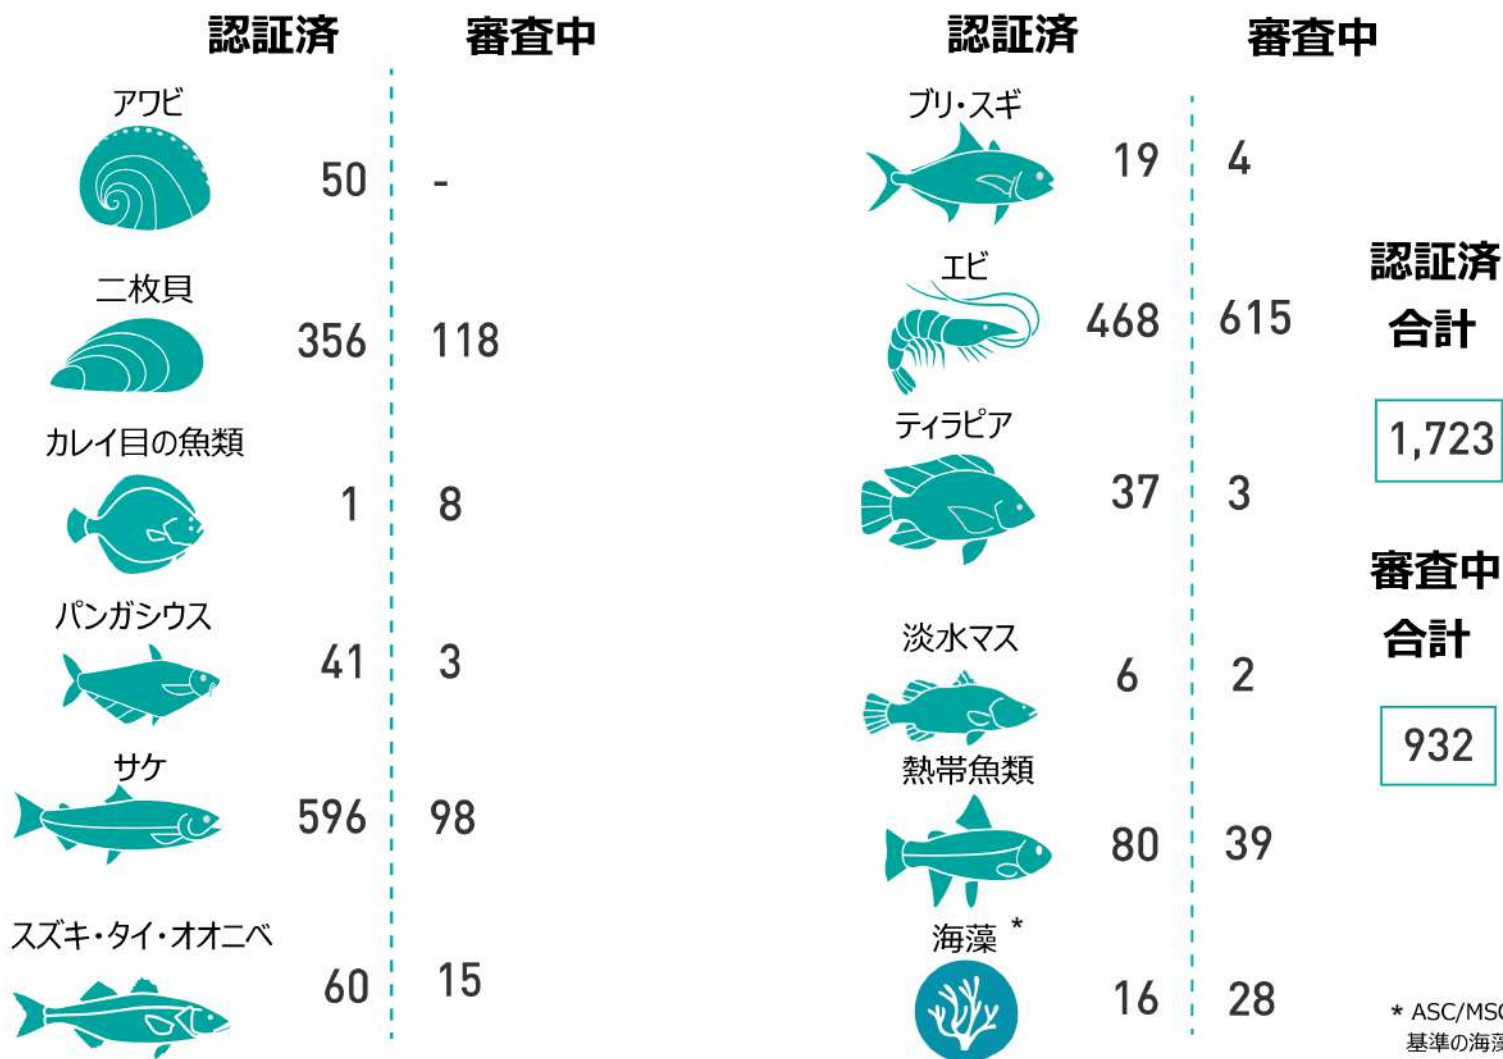 認証済 審査中
アワビ
50 -
二枚貝
356 118
カレイ目の魚類
1 8
パンガシウス
41 3
サケ
596 98
スズキ・タイ・オオニベ
60 15
認証済 審査中
ブリ・スギ
19 4
エビ
468 615
ティラピア
37 3
淡水マス
6 2
熱帯魚類
80 39
海藻 *
16 28
認証済
合計
1,723
審査中
合計
932
* ASC/MSC
基準の海藻